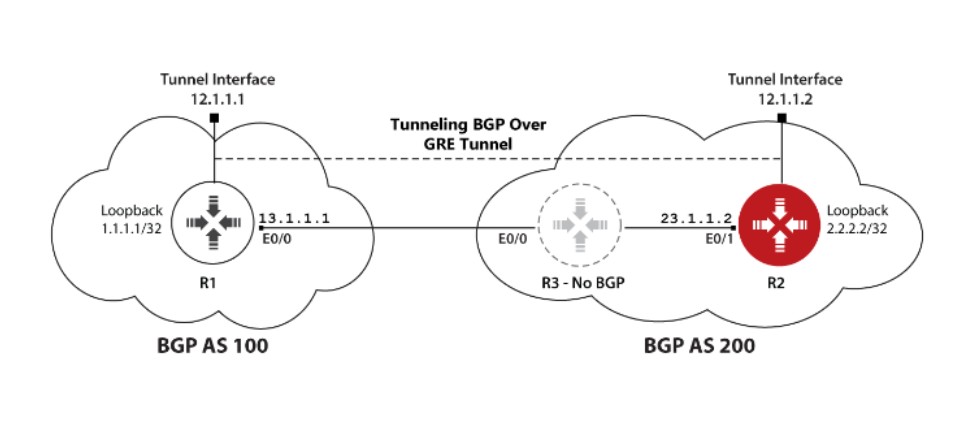 Tunnel Interface
12.1.1.1
Tunnel Interface
12.1.1.2
Tunneling BGP Over
GRE Tunnel
Loopback
1.1.1.1/32
13.1.1.1
E0/0
R1
E0/0
R3 - No BGP
23.1.1.2
E0/1
R2
Loopback
2.2.2.2/32
BGP AS 100
BGP AS 200